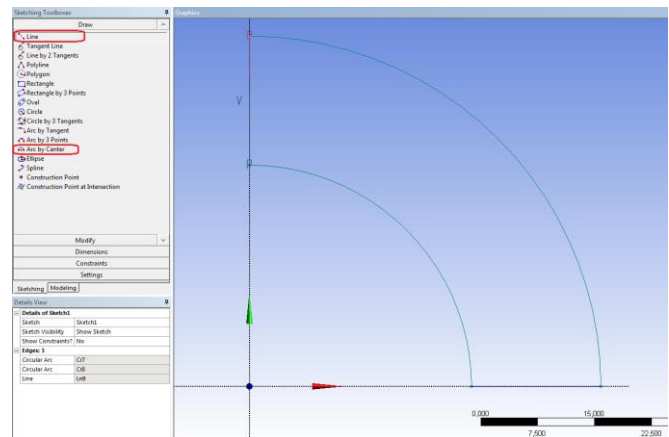 Sketching Toolboxes
Draw
Line
Tangent Line
Line by 2 Tangents
Polyline
Polygon
Rectangle
Rectangle by 3 Points
Oval
Circle
Circle by 3 Tangents
Arc by Tangent
Arc by 3 Points
Arc by Center
Ellipse
Spline
Construction Point
Construction Point at Intersection
Modify
Dimensions
Constraints
Settings
Sketching Modeling
Details View
Details of Sketch1
Sketch Sketch1
Sketch Visibility Show Sketch
Show Constraints? No
Edges: 3
Circular Arc Cr7
Circular Arc Cr8
Line Ln9
Graphics
V
0,000 15,000
7,500 22,500